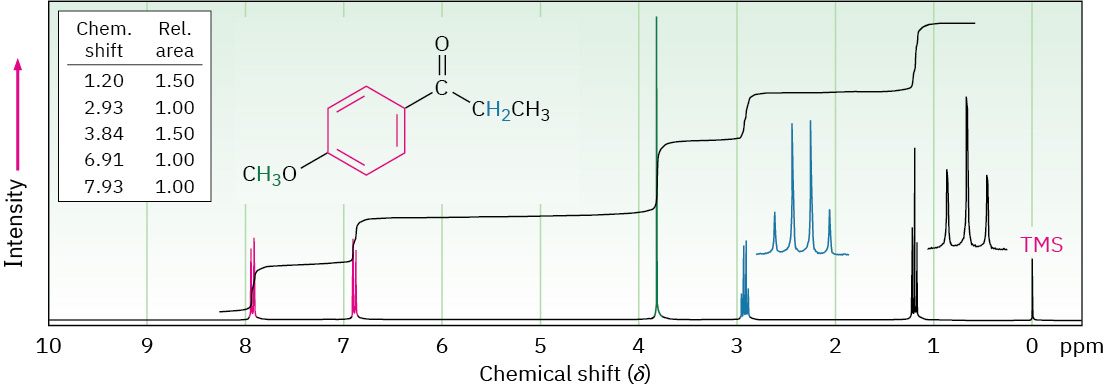 Chem. shift Rel. area
1.20 1.50
2.93 1.00
3.84 1.50
6.91 1.00
7.93 1.00
O
C
CH2CH3
CH3O
TMS
Intensity
10 9 8 7 6 5 4 3 2 1 0 ppm
Chemical shift (δ)